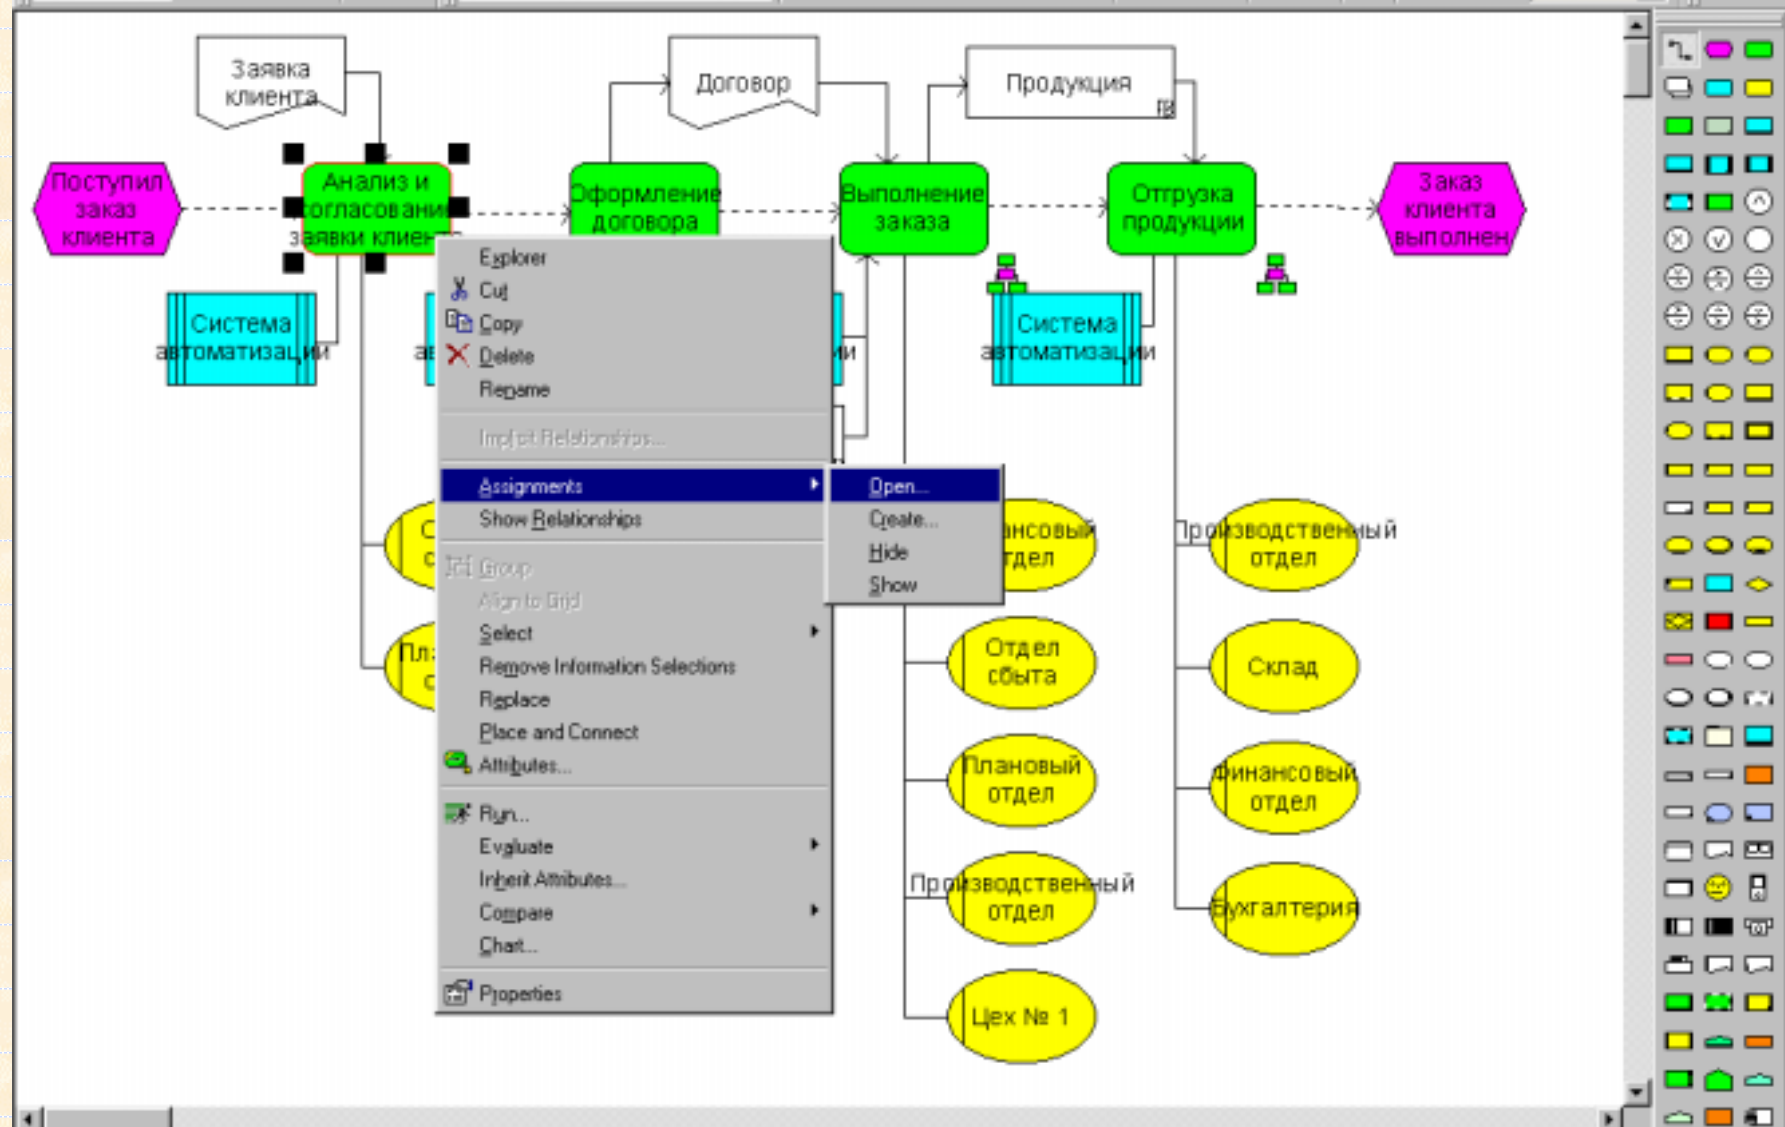 Заявка
клиента
Договор
Продукция
Поступил
заказ
клиента
Анализ и
согласование
заявки клиента
Оформление
договора
Выполнение
заказа
Отгрузка
продукции
Заказ
клиента
выполнен
Система
автоматизации
Система
автоматизации
Explorer
Cut
Copy
Delete
Rename
Implicit Relationships...
Assignments
Show Relationships
Group
Align to Grid
Select
Remove Information Selections
Replace
Place and Connect
Attributes...
Run...
Evaluate
Inherit Attributes...
Compare
Chart...
Properties
Open...
Create...
Hide
Show
отдел
Отдел
сбыта
Плановый
отдел
Производственный
отдел
Цех № 1
Производственный
отдел
Склад
Финансовый
отдел
Бухгалтерия